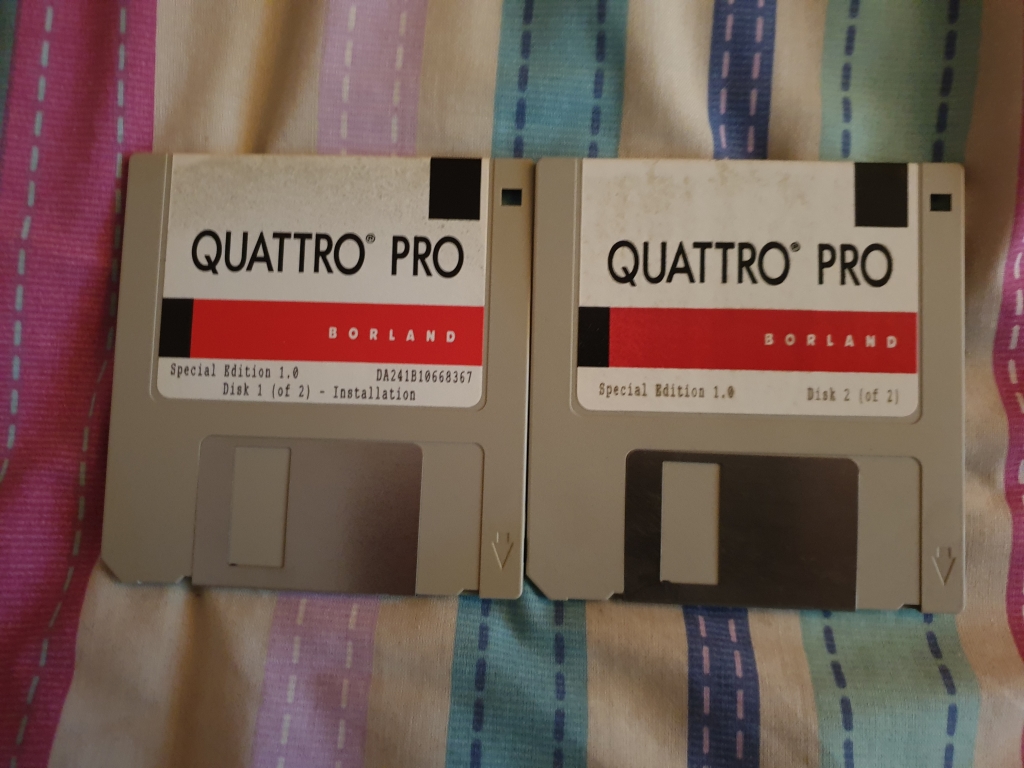 QUATTRO® PRO
BORLAND
Special Edition 1.0 DA241B10668367
Disk 1 (of 2) - Installation
QUATTRO® PRO
BORLAND
Special Edition 1.0 Disk 2 (of 2)